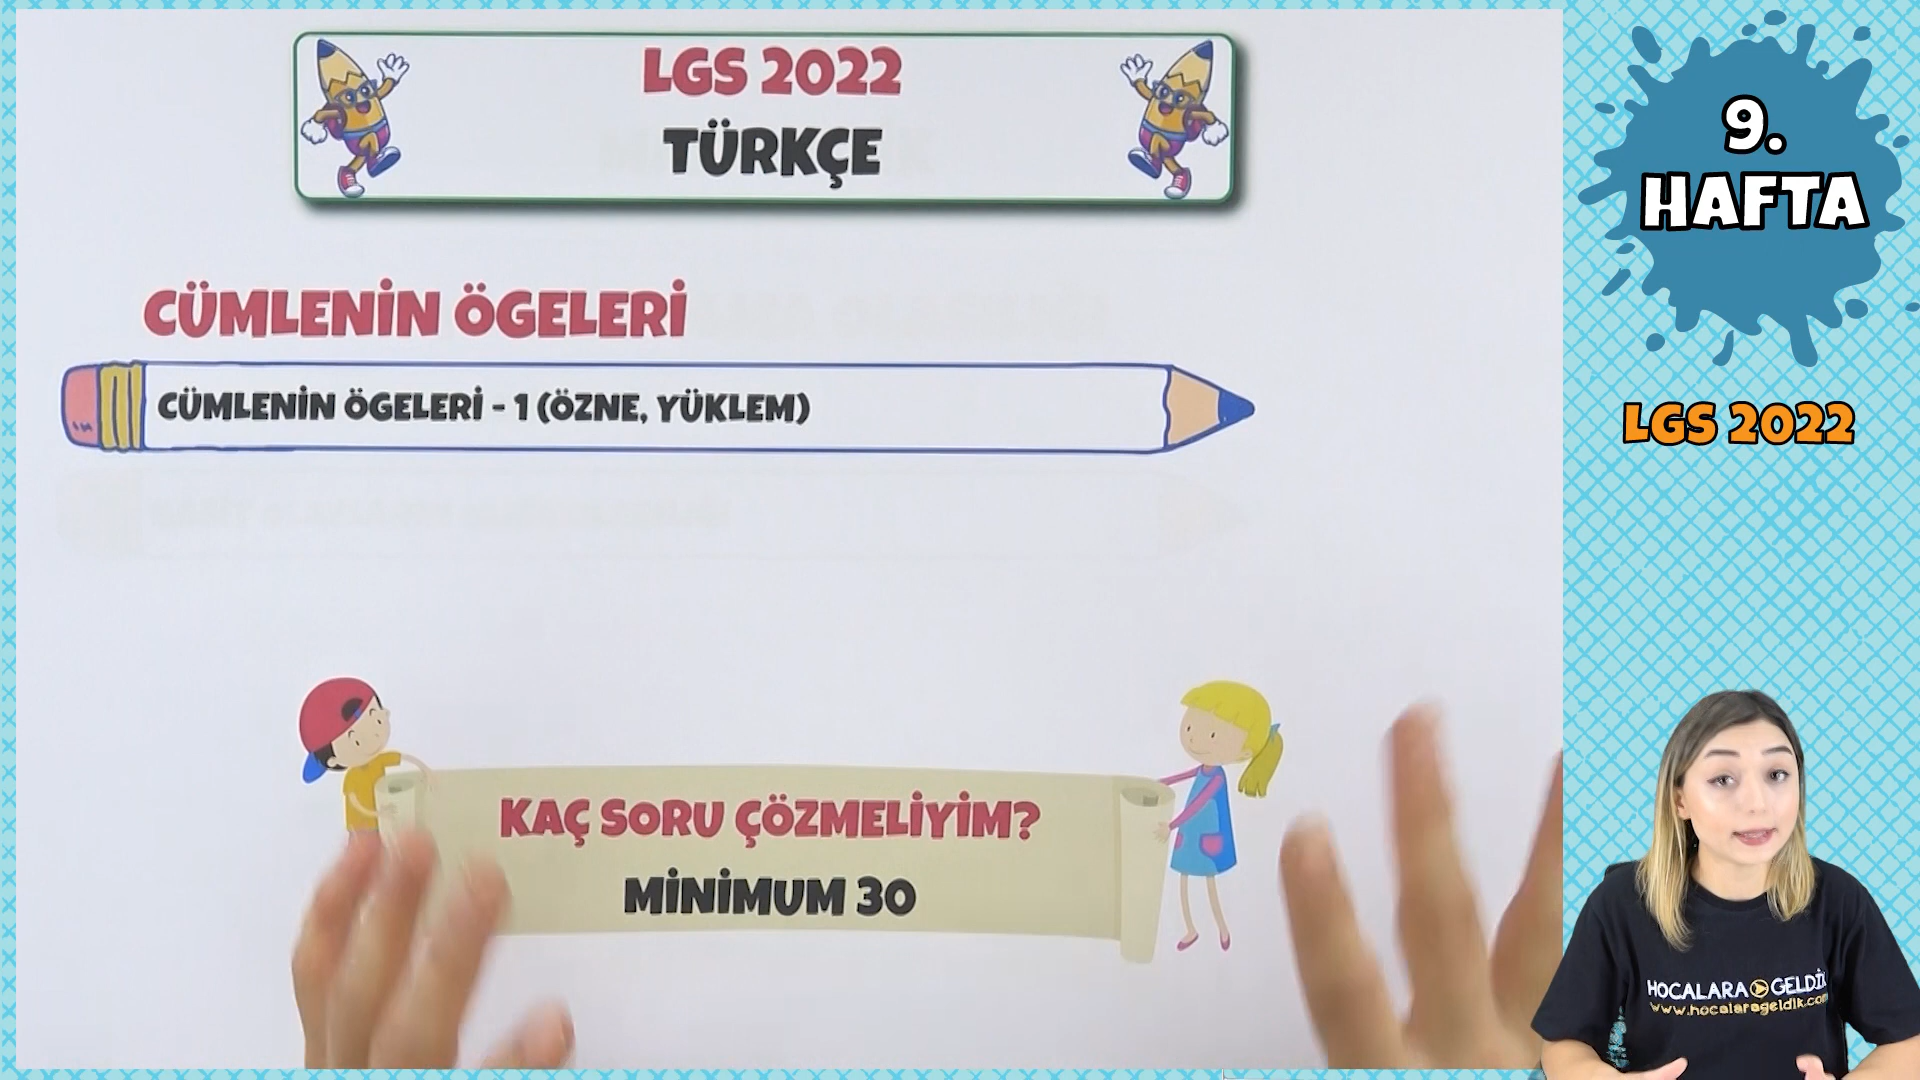 LGS 2022
TÜRKÇE
CÜMLENİN ÖGELERİ
CÜMLENİN ÖGELERİ - 1 (ÖZNE, YÜKLEM)
KAÇ SORU ÇÖZMELİYİM?
MİNİMUM 30
9.
HAFTA
LGS 2022
HOCALARA GELDİK
www.hocalarageldik.com